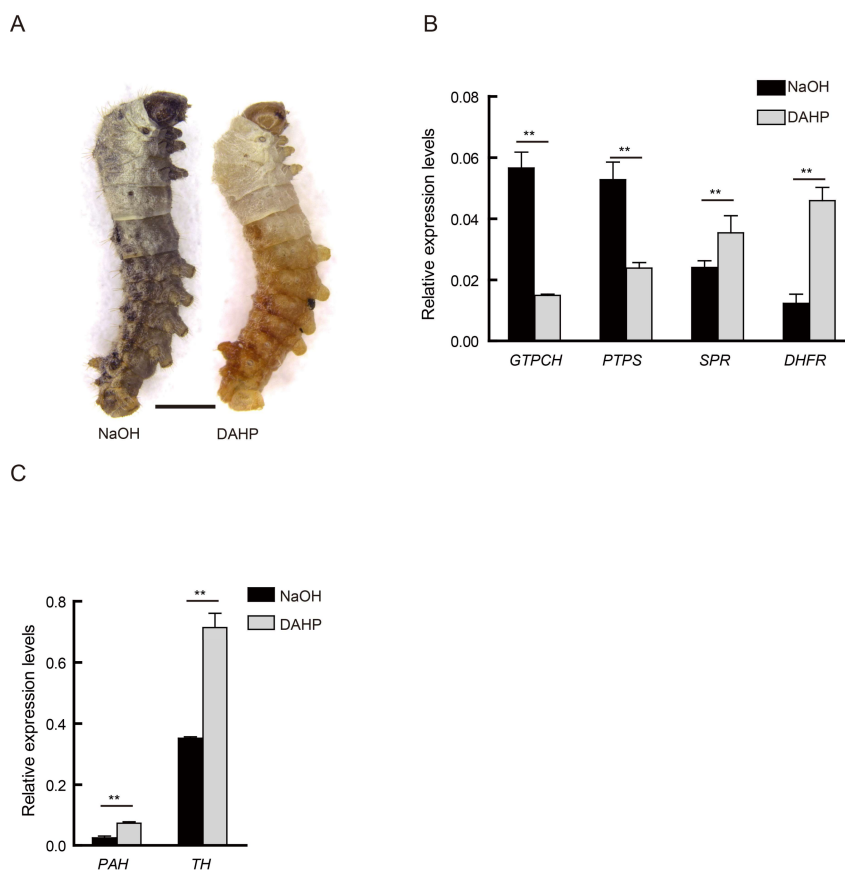 A
NaOH
DAHP
B
NaOH
DAHP
Relative expression levels
0.08
0.06
0.04
0.02
0.00
**
**
**
**
GTPCH
PTPS
SPR
DHFR
C
NaOH
DAHP
Relative expression levels
0.8
0.6
0.4
0.2
0.0
**
**
PAH
TH